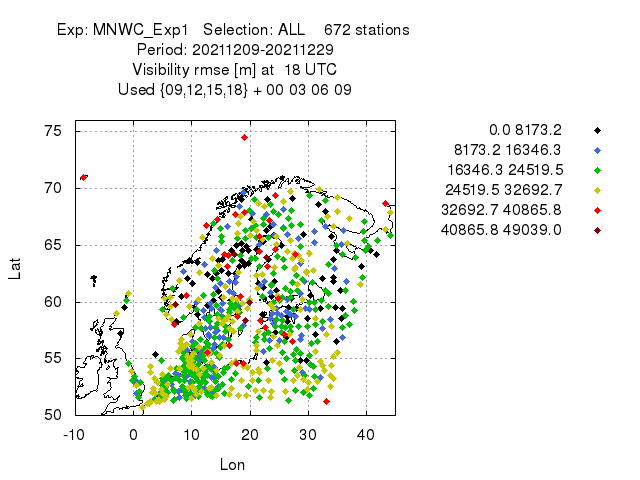 Exp: MNWC_Exp1 Selection: ALL 672 stations
Period: 20211209-20211229
Visibility rmse [m] at 18 UTC
Used {09,12,15,18} + 00 03 06 09
0.0 8173.2
8173.2 16346.3
16346.3 24519.5
24519.5 32692.7
32692.7 40865.8
40865.8 49039.0
75
70
65
60
55
50
Lat
-10 0 10 20 30 40
Lon